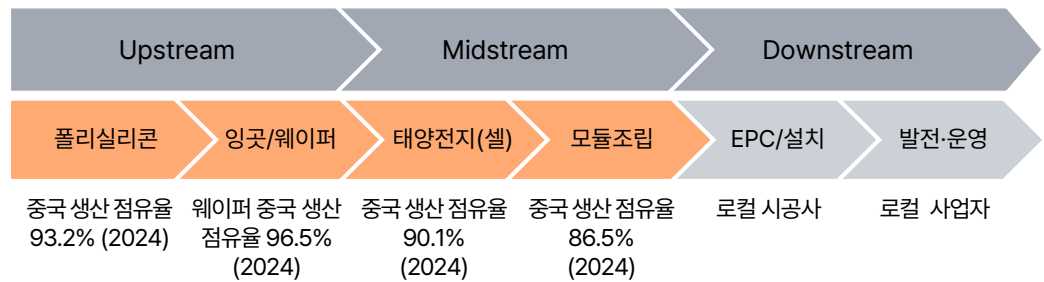 Upstream
Midstream
Downstream
폴리실리콘
잉곳/웨이퍼
태양전지(셀)
모듈조립
EPC/설치
발전·운영
중국 생산 점유율
93.2% (2024)
웨이퍼 중국 생산
점유율 96.5%
(2024)
중국 생산 점유율
90.1%
(2024)
중국 생산 점유율
86.5%
(2024)
로컬 시공사
로컬 사업자